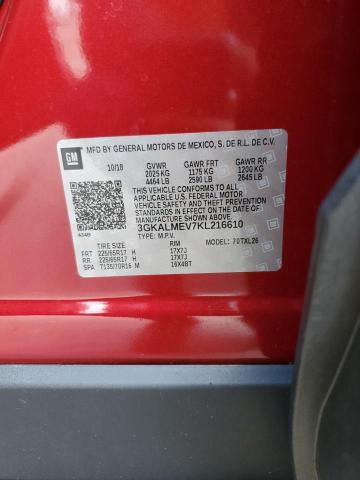 GM
MFD BY GENERAL MOTORS DE MEXICO, S. DE R.L. DE C.V.
10/18 GVWR GAWR FRT GAWR RR
2025 KG 1175 KG 1200 KG
4464 LB 2590 LB 2645 LB
THIS VEHICLE CONFORMS TO ALL
APPLICABLE U.S. FEDERAL MOTOR
VEHICLE SAFETY AND THEFT PREVENTION
STANDARDS IN EFFECT ON THE DATE OF
MANUFACTURE SHOWN ABOVE.
3GKALMEV7KL216610
TYPE: M.P.V.
TIRE SIZE RIM MODEL: 70TXL26
FRT 225/65R17 H 17X7J
RR 225/65R17 H 17X7J
SPA T135/70R16 M 16X4BT